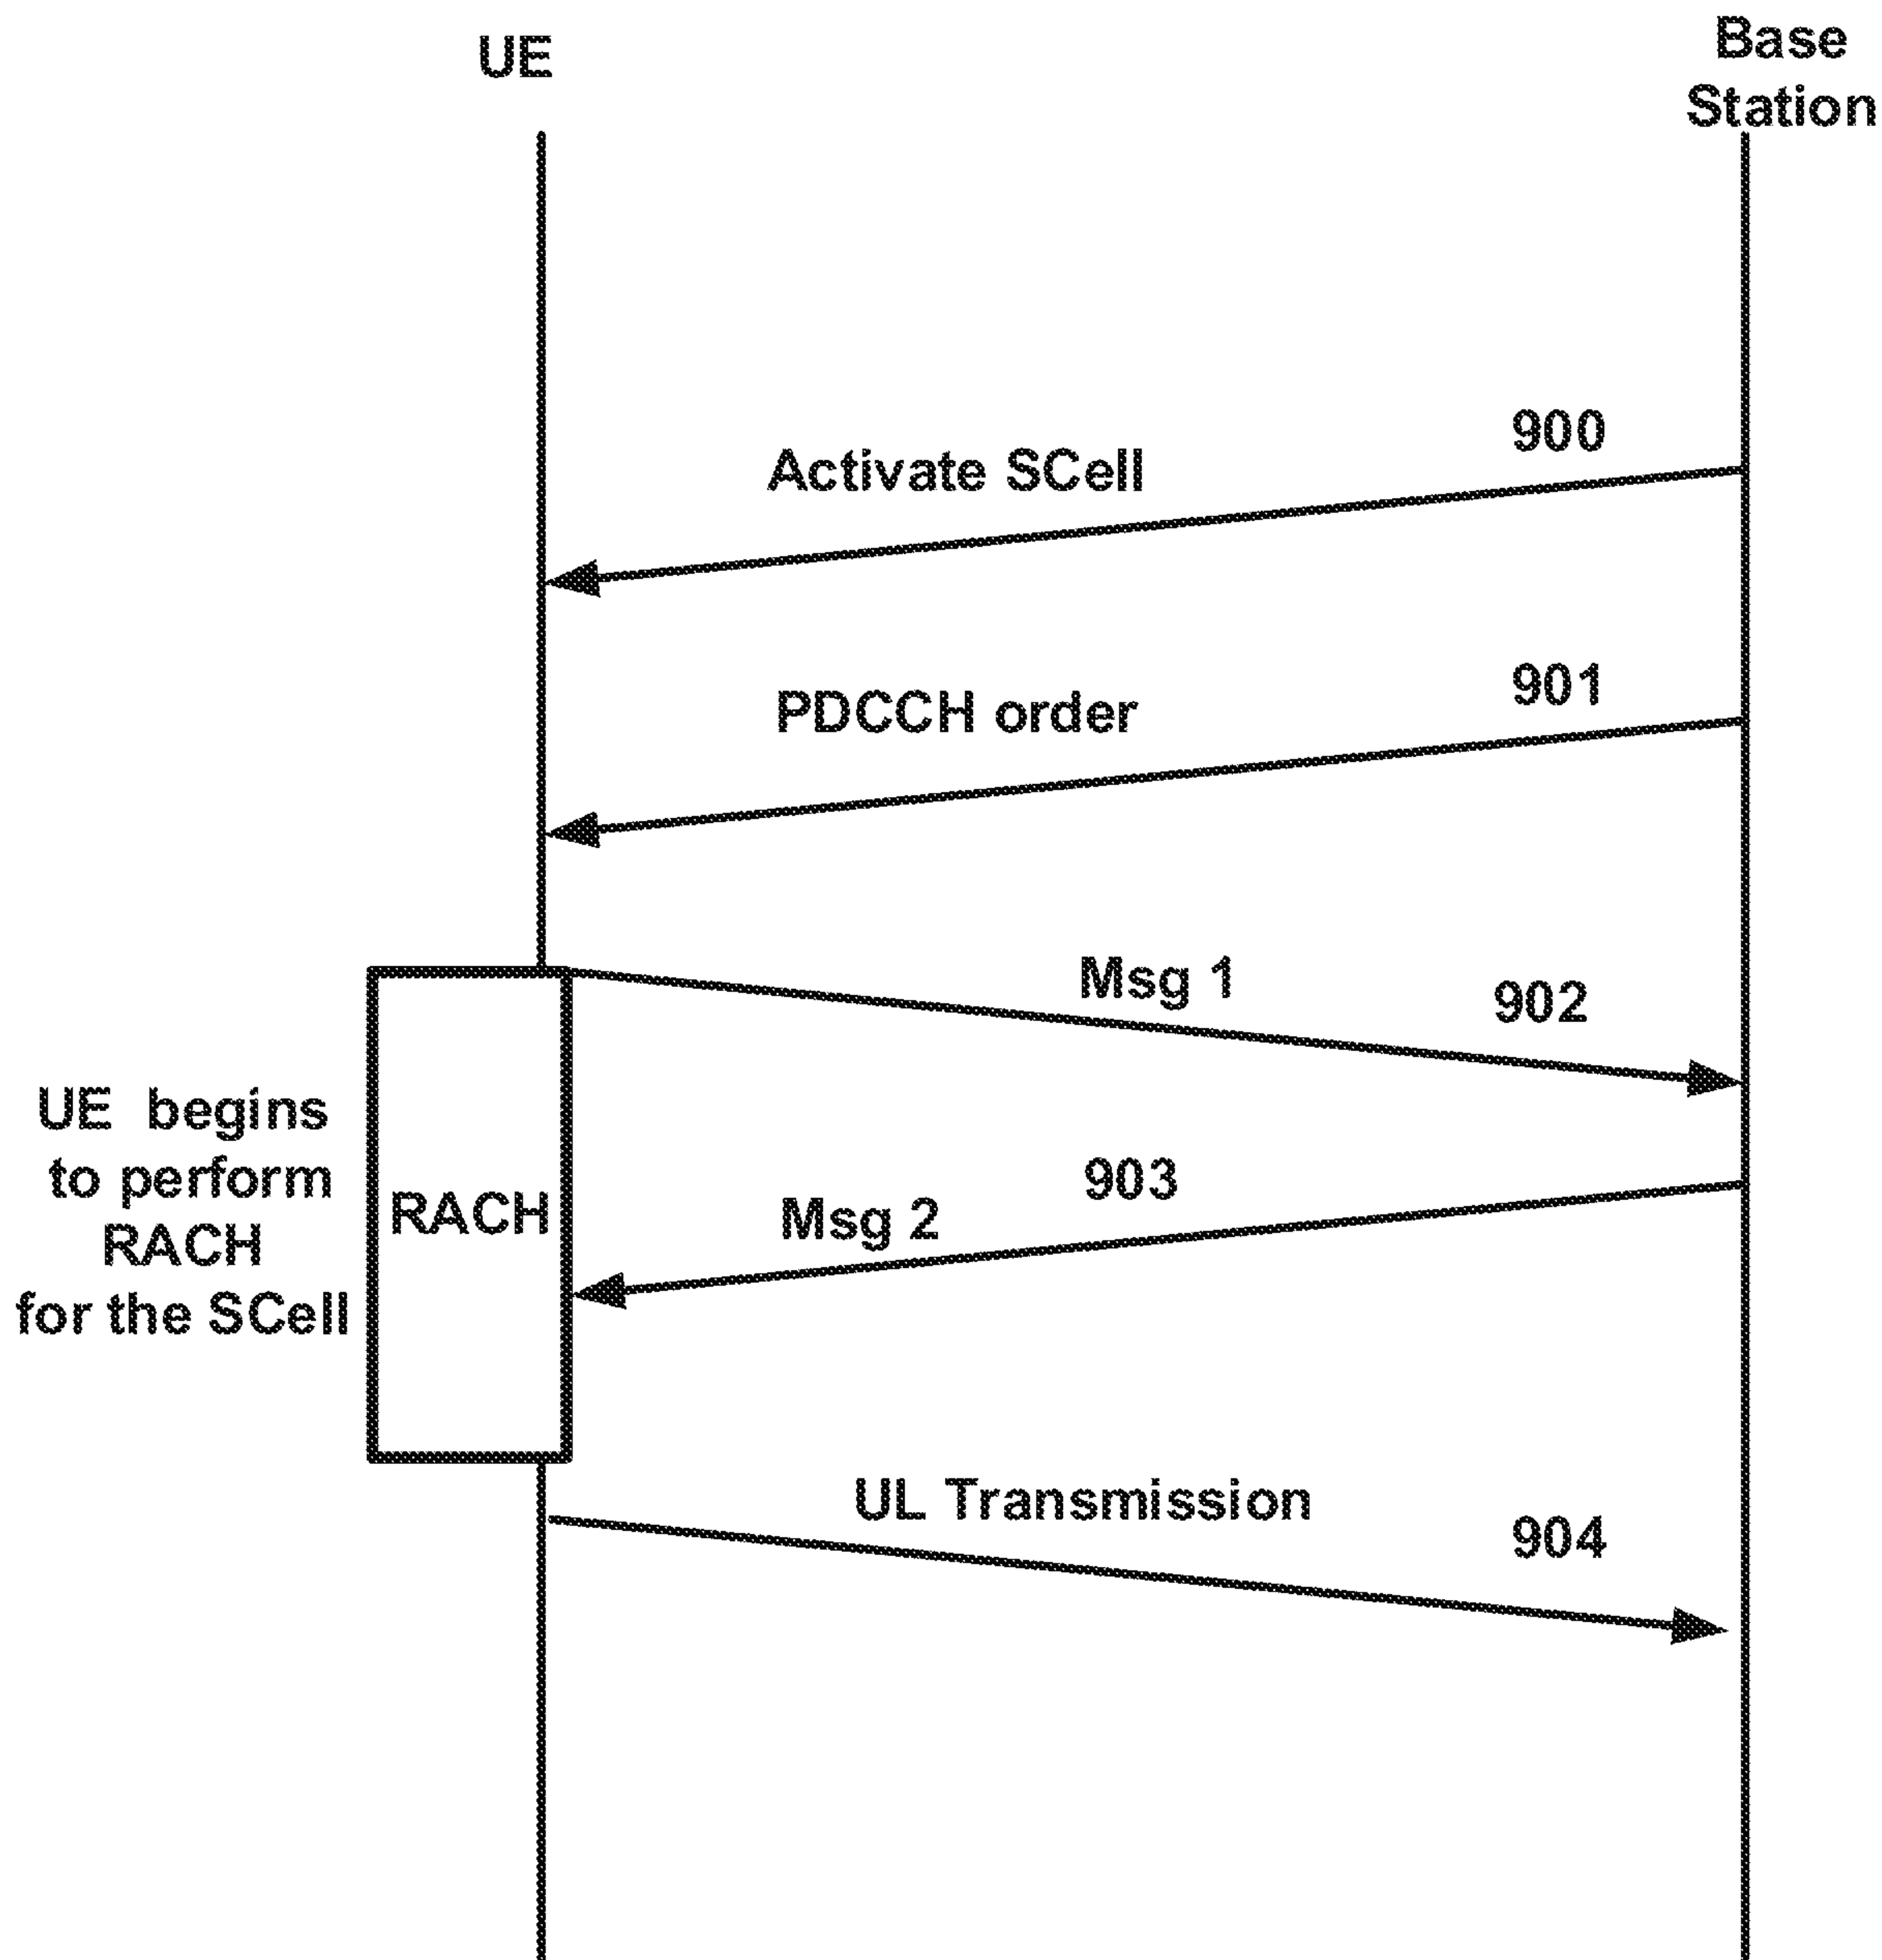 UE
Base
Station
900
Activate SCell
901
PDCCH order
Msg 1
902
UE begins
to perform
RACH
for the SCell
RACH
903
Msg 2
UL Transmission
904